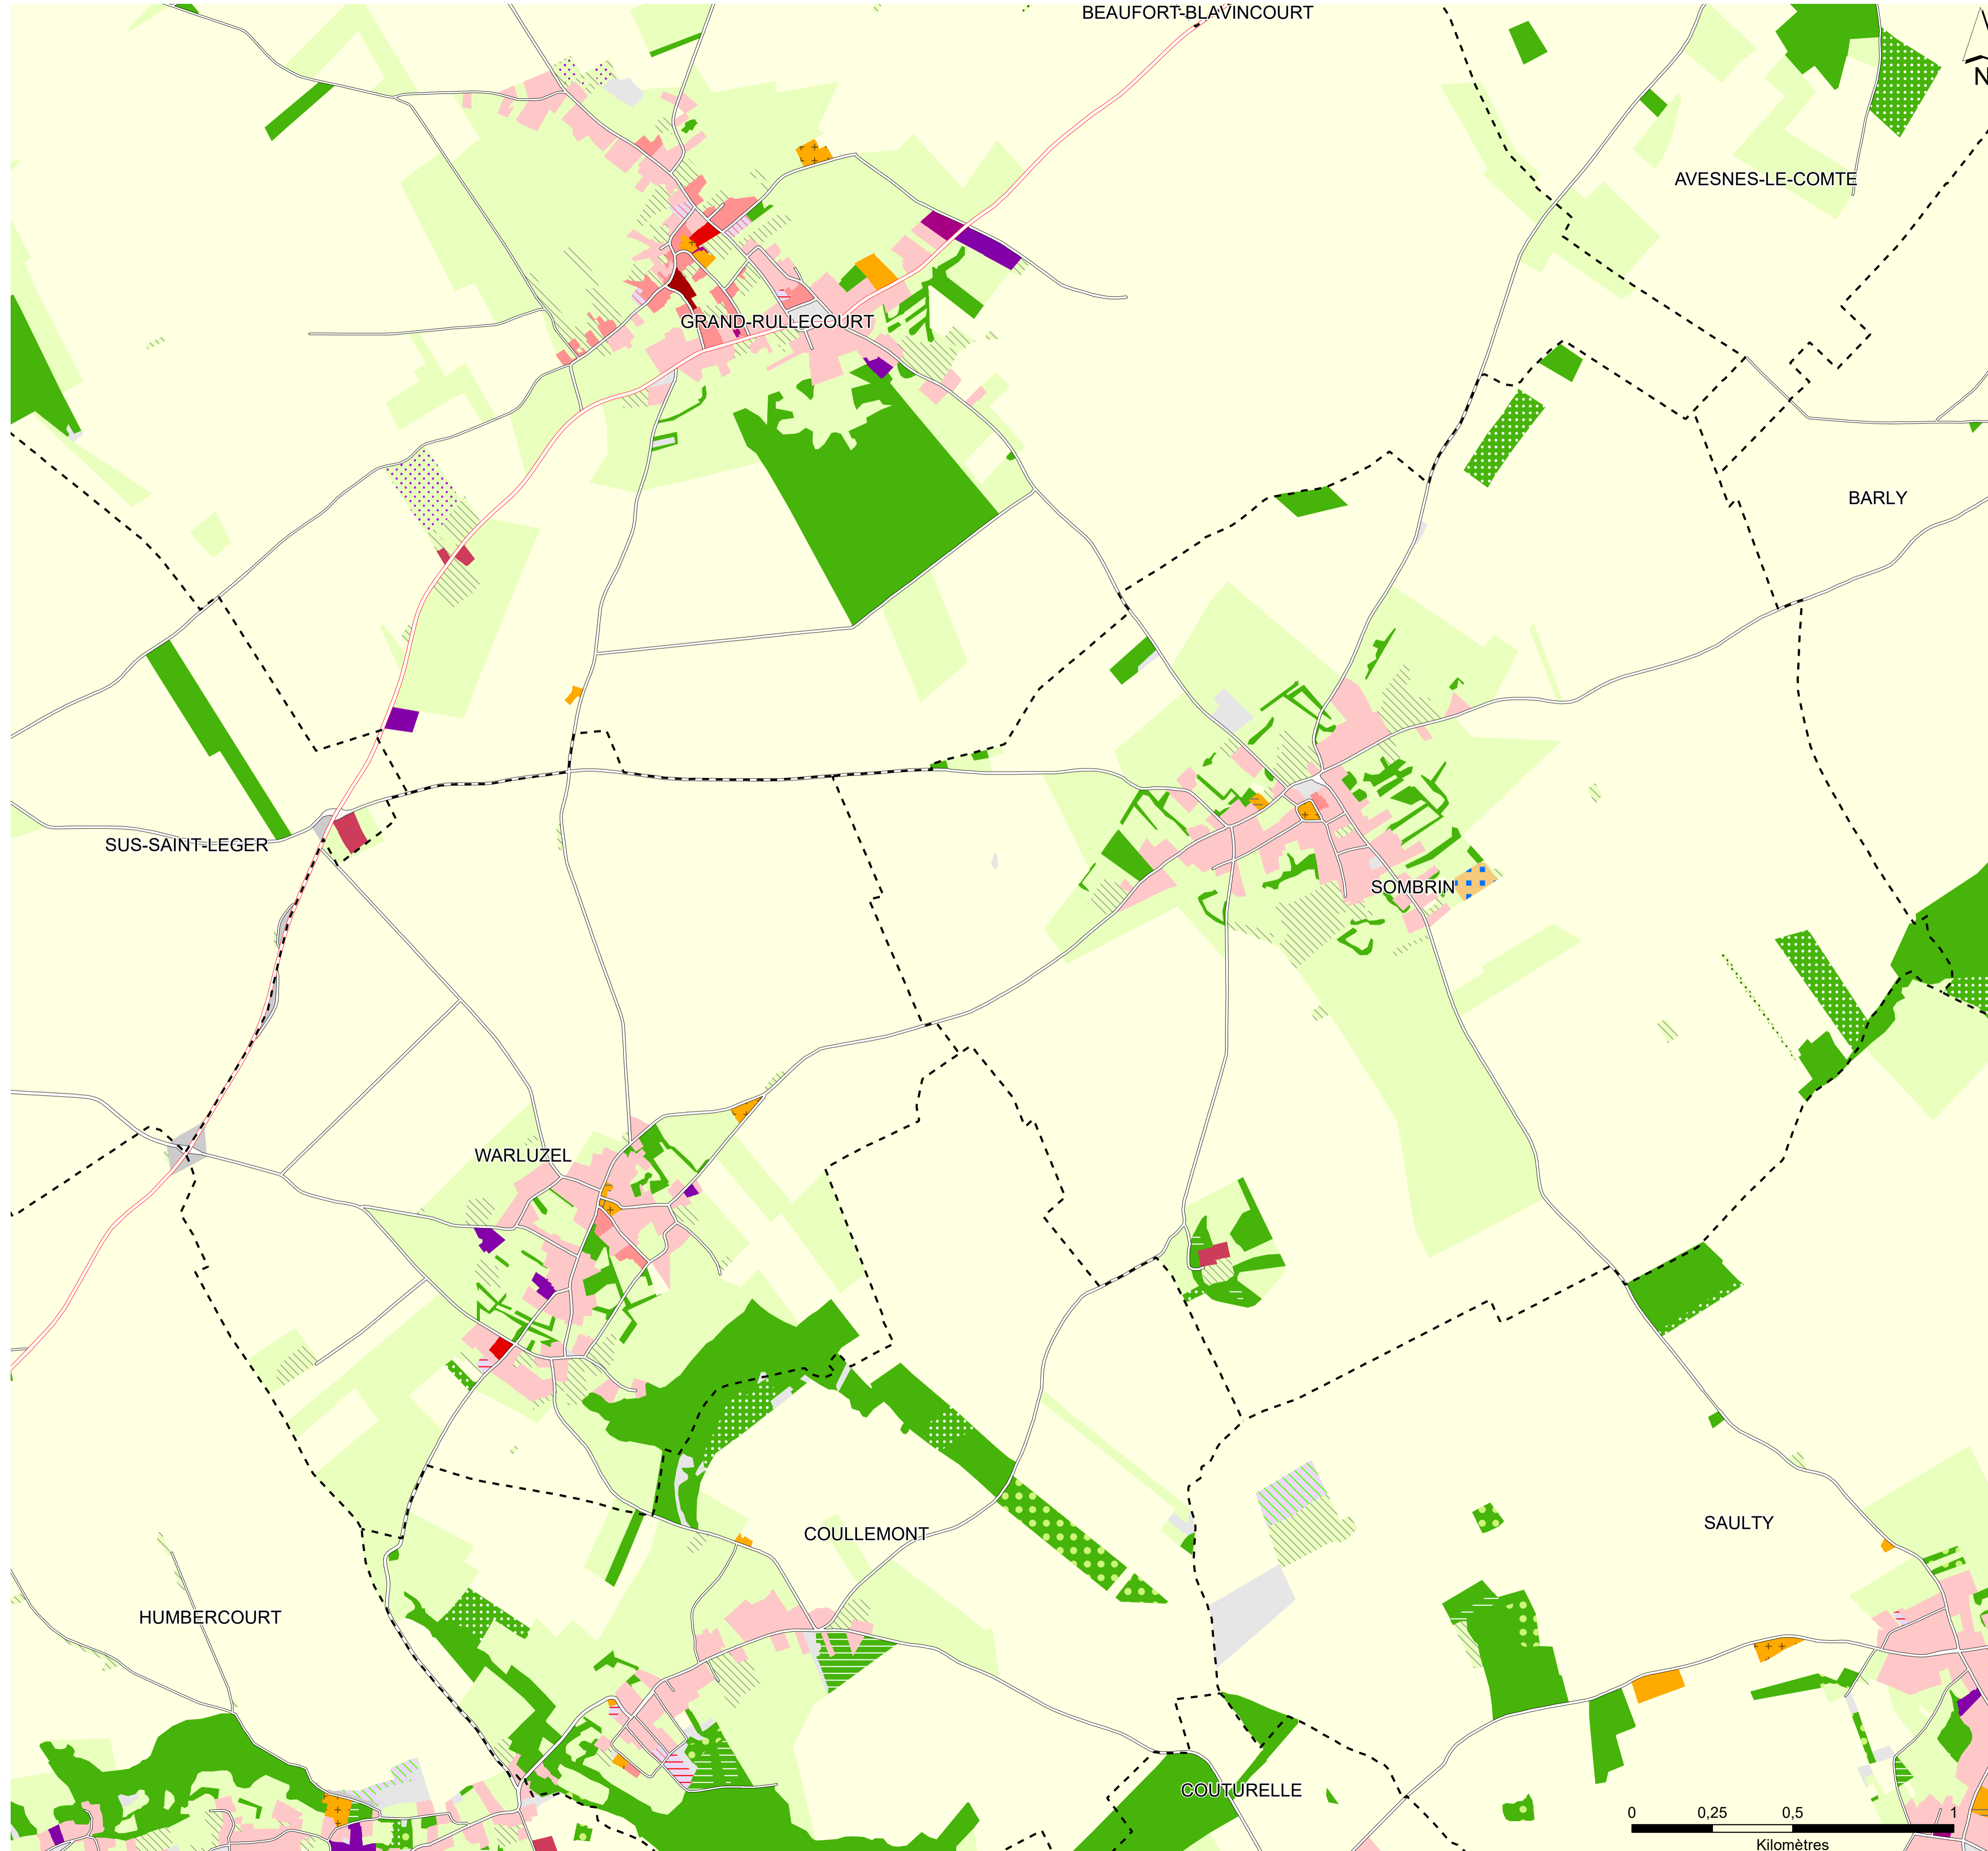 BEAUFORT-BLAVINCOURT
N
AVESNES-LE-COMTE
GRAND-RULLECOURT
BARLY
SUS-SAINT-LEGER
SOMBRIN
WARLUZEL
COULLEMONT
SAULTY
HUMBERCOURT
COUTURELLE
0 0,25 0,5 1
Kilomètres